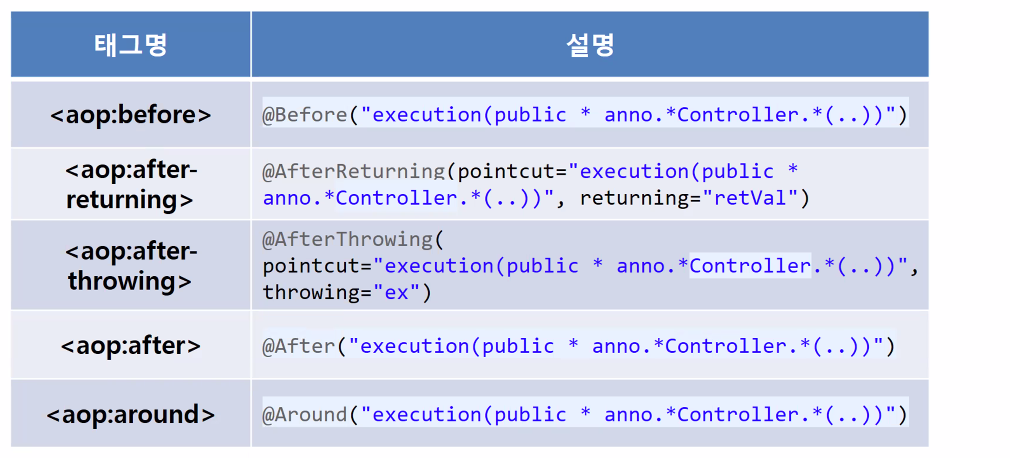 태그명
설명
<aop:before>
@Before("execution(public * anno.*Controller.*(..))")
<aop:after-
returning>
@AfterReturning(pointcut="execution(public *
anno.*Controller.*(..))", returning="retVal")
<aop:after-
throwing>
@AfterThrowing(
pointcut="execution(public * anno.*Controller.*(..))",
throwing="ex")
<aop:after>
@After("execution(public * anno.*Controller.*(..))")
<aop:around>
@Around("execution(public * anno.*Controller.*(..))")